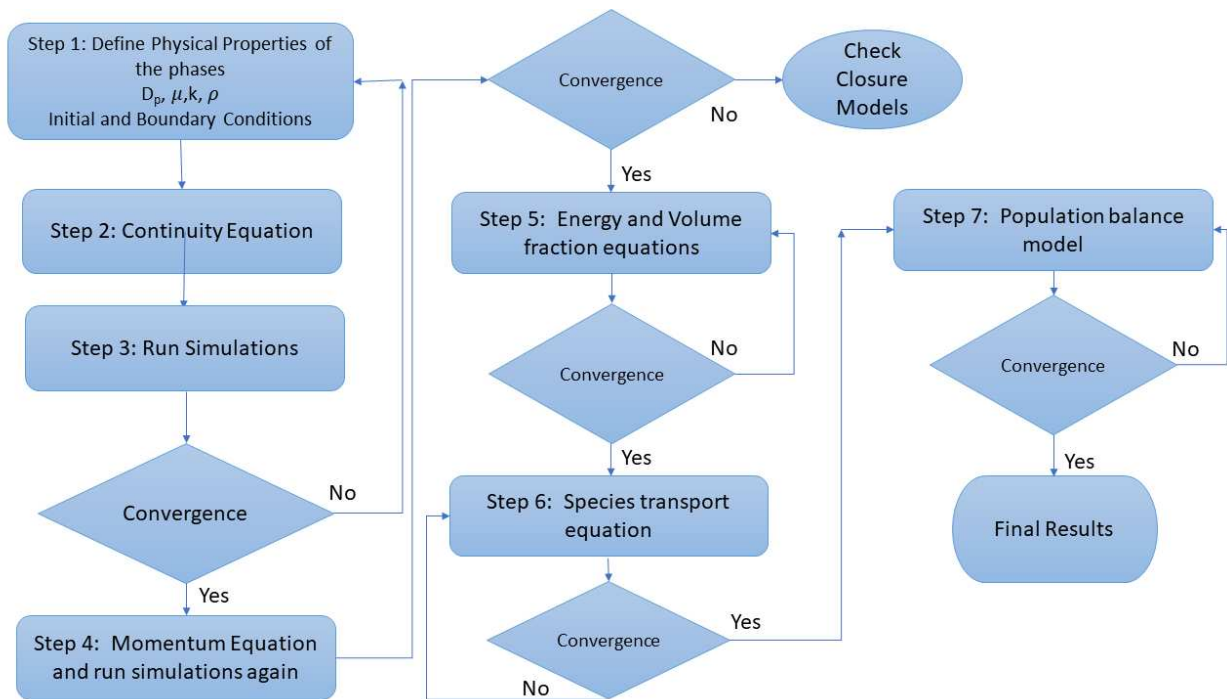 Step 1: Define Physical Properties of
the phases
Dₚ, μ,k, ρ
Initial and Boundary Conditions
Step 2: Continuity Equation
Step 3: Run Simulations
Convergence
No
Yes
Step 4: Momentum Equation
and run simulations again
Convergence
No
Check
Closure
Models
Yes
Step 5: Energy and Volume
fraction equations
Convergence
No
Yes
Step 6: Species transport
equation
Convergence
No
Yes
Step 7: Population balance
model
Convergence
No
Yes
Final Results